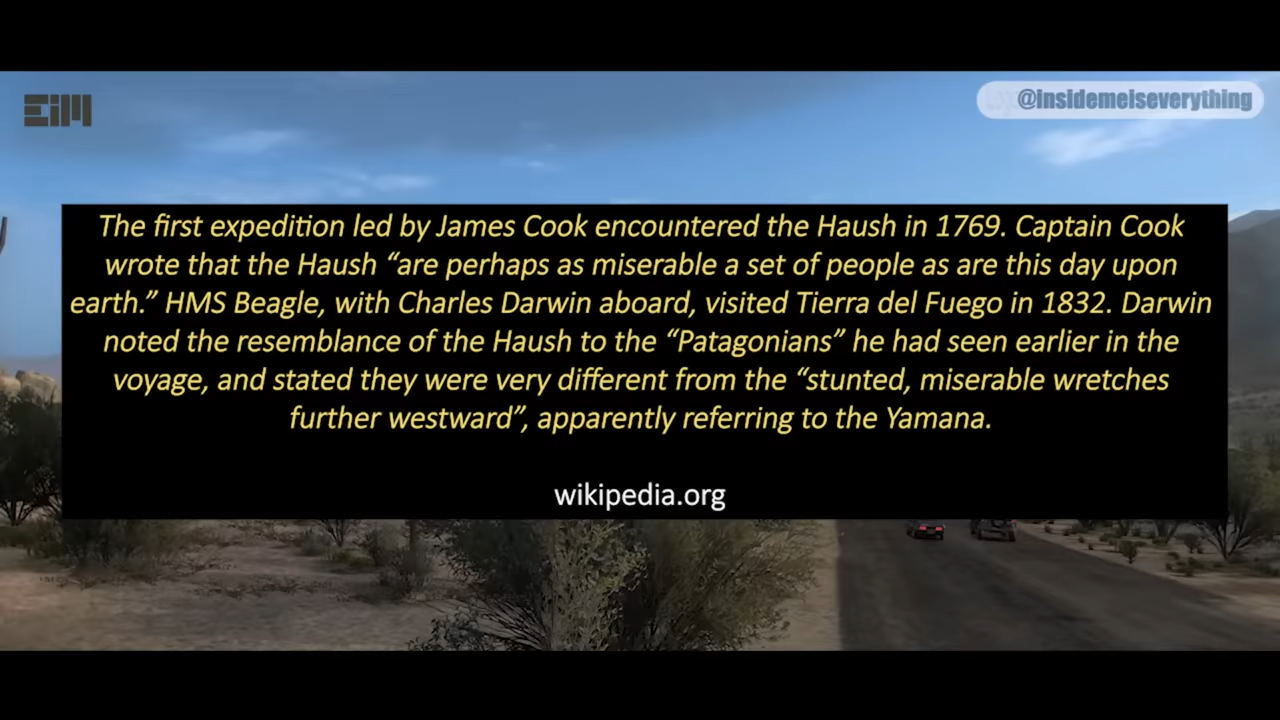 EiM
@insidemeiseverything
The first expedition led by James Cook encountered the Haush in 1769. Captain Cook
wrote that the Haush “are perhaps as miserable a set of people as are this day upon
earth.” HMS Beagle, with Charles Darwin aboard, visited Tierra del Fuego in 1832. Darwin
noted the resemblance of the Haush to the “Patagonians” he had seen earlier in the
voyage, and stated they were very different from the “stunted, miserable wretches
further westward”, apparently referring to the Yamana.
wikipedia.org